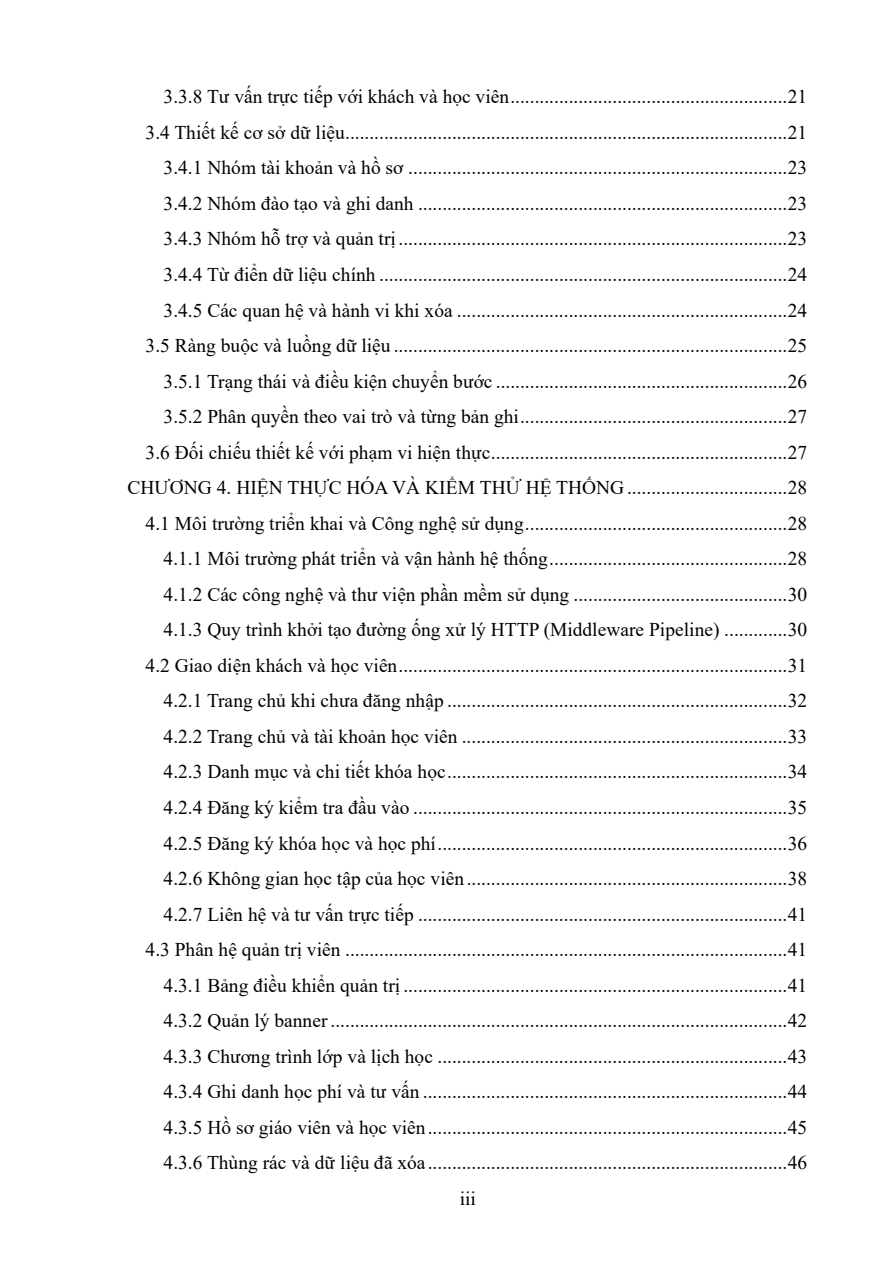 3.3.8 Tư vấn trực tiếp với khách và học viên...........................................................21
3.4 Thiết kế cơ sở dữ liệu..............................................................................................21
3.4.1 Nhóm tài khoản và hồ sơ ................................................................................23
3.4.2 Nhóm đào tạo và ghi danh ..............................................................................23
3.4.3 Nhóm hỗ trợ và quản trị ..................................................................................23
3.4.4 Từ điển dữ liệu chính ......................................................................................24
3.4.5 Các quan hệ và hành vi khi xóa ......................................................................24
3.5 Ràng buộc và luồng dữ liệu ....................................................................................25
3.5.1 Trạng thái và điều kiện chuyển bước ..............................................................26
3.5.2 Phân quyền theo vai trò và từng bản ghi.........................................................27
3.6 Đối chiếu thiết kế với phạm vi hiện thực...............................................................27
CHƯƠNG 4. HIỆN THỰC HÓA VÀ KIỂM THỬ HỆ THỐNG ..................................28
4.1 Môi trường triển khai và Công nghệ sử dụng........................................................28
4.1.1 Môi trường phát triển và vận hành hệ thống...................................................28
4.1.2 Các công nghệ và thư viện phần mềm sử dụng ..............................................30
4.1.3 Quy trình khởi tạo đường ống xử lý HTTP (Middleware Pipeline) .............30
4.2 Giao diện khách và học viên...................................................................................31
4.2.1 Trang chủ khi chưa đăng nhập ........................................................................32
4.2.2 Trang chủ và tài khoản học viên .....................................................................33
4.2.3 Danh mục và chi tiết khóa học........................................................................34
4.2.4 Đăng ký kiểm tra đầu vào ...............................................................................35
4.2.5 Đăng ký khóa học và học phí..........................................................................36
4.2.6 Không gian học tập của học viên ....................................................................38
4.2.7 Liên hệ và tư vấn trực tiếp ..............................................................................41
4.3 Phân hệ quản trị viên ..............................................................................................41
4.3.1 Bảng điều khiển quản trị .................................................................................41
4.3.2 Quản lý banner ................................................................................................42
4.3.3 Chương trình lớp và lịch học ..........................................................................43
4.3.4 Ghi danh học phí và tư vấn .............................................................................44
4.3.5 Hồ sơ giáo viên và học viên............................................................................45
4.3.6 Thùng rác và dữ liệu đã xóa ............................................................................46
iii